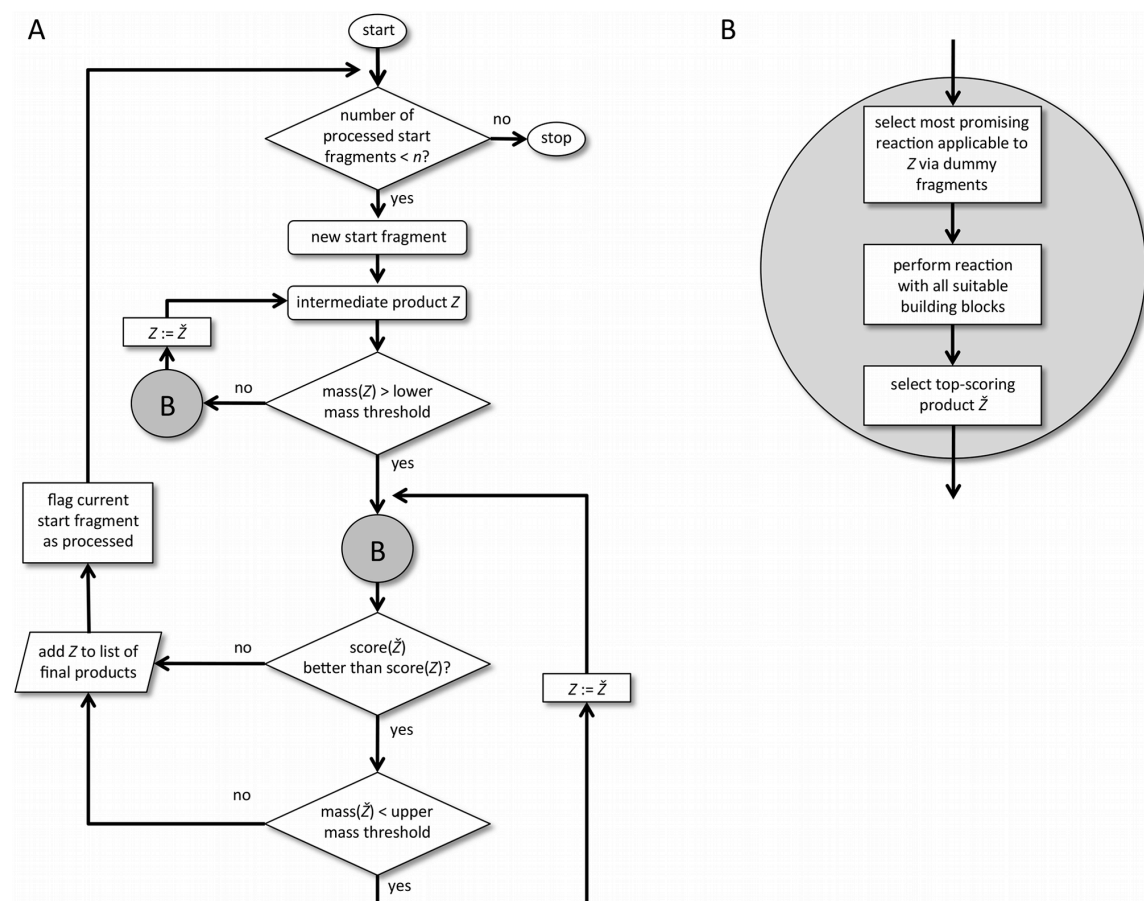 A
B
start
number of
processed start
fragments < n?
no
stop
yes
new start fragment
intermediate product Z
Z := Ž
B
no
mass(Z) > lower
mass threshold
yes
B
flag current
start fragment
as processed
add Z to list of
final products
no
score(Ž)
better than score(Z)?
Z := Ž
yes
no
mass(Ž) < upper
mass threshold
yes
select most promising
reaction applicable to
Z via dummy
fragments
perform reaction
with all suitable
building blocks
select top-scoring
product Ž